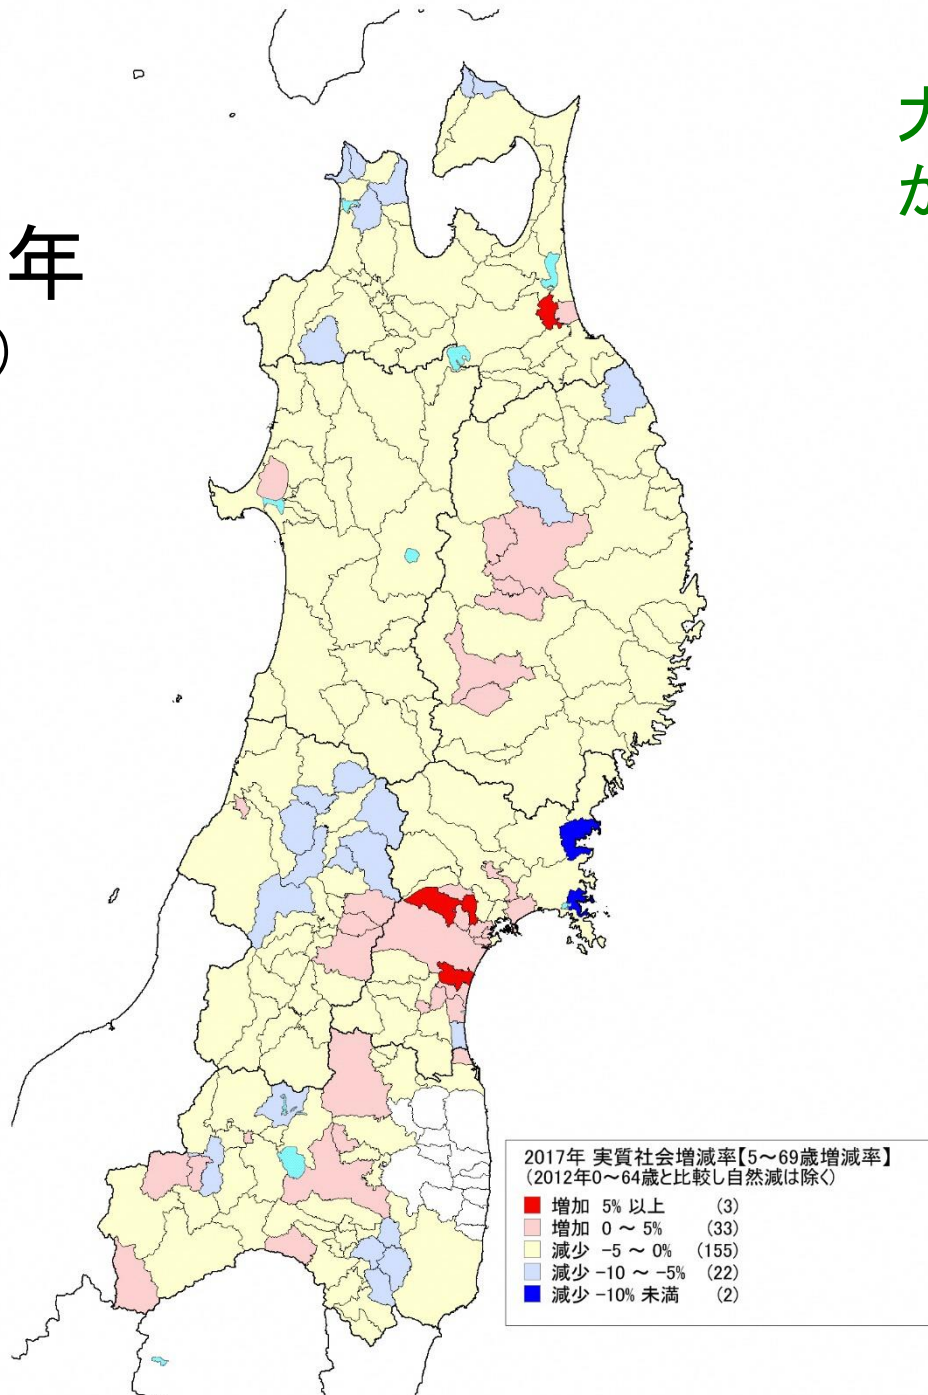 年
)
か
2017年 実質社会増減率【5～69歳増減率】
(2012年0～64歳と比較し自然減は除く)
増加 5% 以上 (3)
増加 0 ～ 5% (33)
減少 -5 ～ 0% (155)
減少 -10 ～ -5% (22)
減少 -10% 未満 (2)